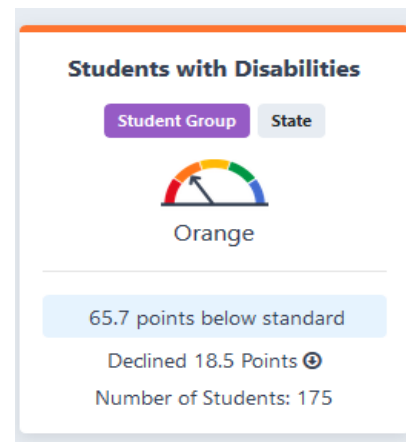 Students with Disabilities
Student Group State
Orange
65.7 points below standard
Declined 18.5 Points
Number of Students: 175